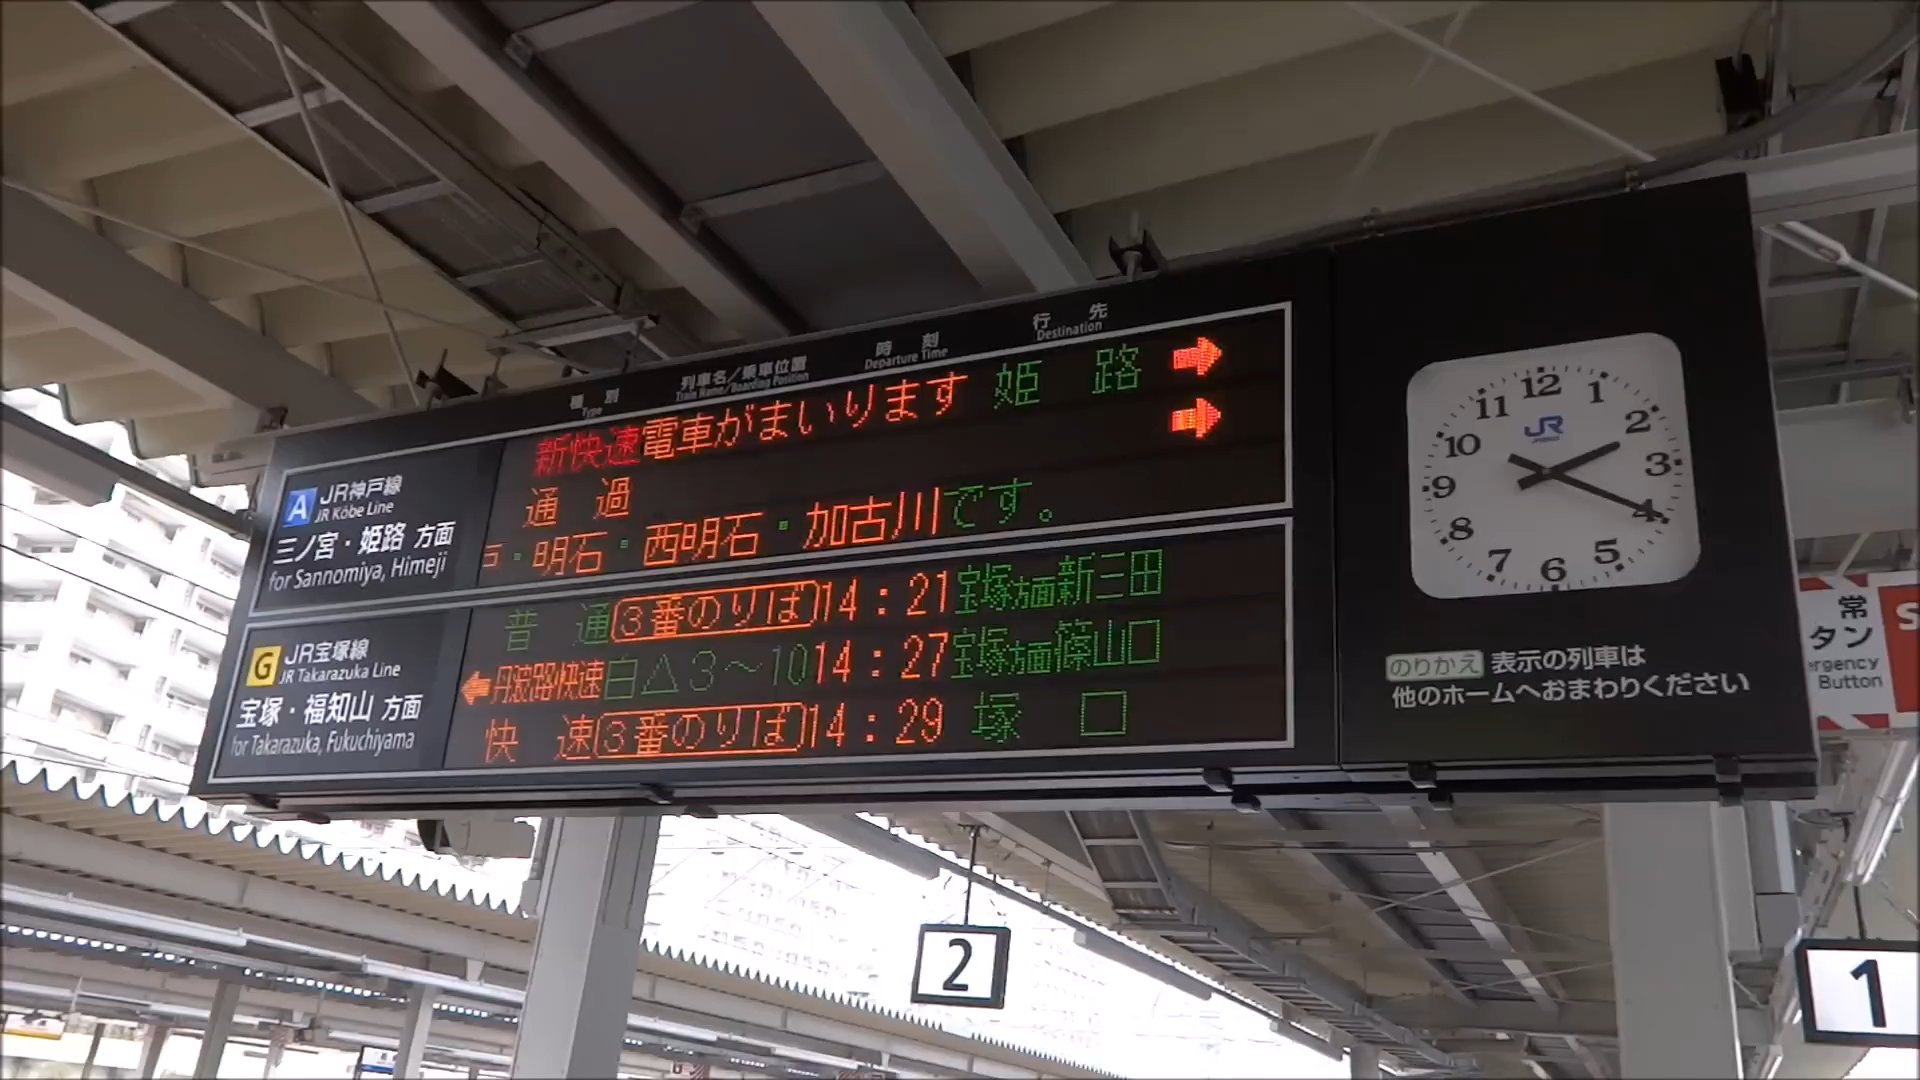 種別
Type
列車名／乗車位置
Train Name/Boarding Position
時刻
Departure Time
行先
Destination
A JR神戸線
JR Kōbe Line
三ノ宮・姫路 方面
for Sannomiya, Himeji
新快速電車がまいります 姫路
通過
戸・明石・西明石・加古川です。
G JR宝塚線
JR Takarazuka Line
宝塚・福知山 方面
for Takarazuka, Fukuchiyama
普通 3番のりば 14：21 宝塚方面新三田
丹波路快速 白△3～10 14：27 宝塚方面篠山口
快速 3番のりば 14：29 塚口
12
1
2
3
4
5
6
7
8
9
10
11
JR
のりかえ 表示の列車は
他のホームへおまわりください
常
タン
rgency
Button
S
2
1